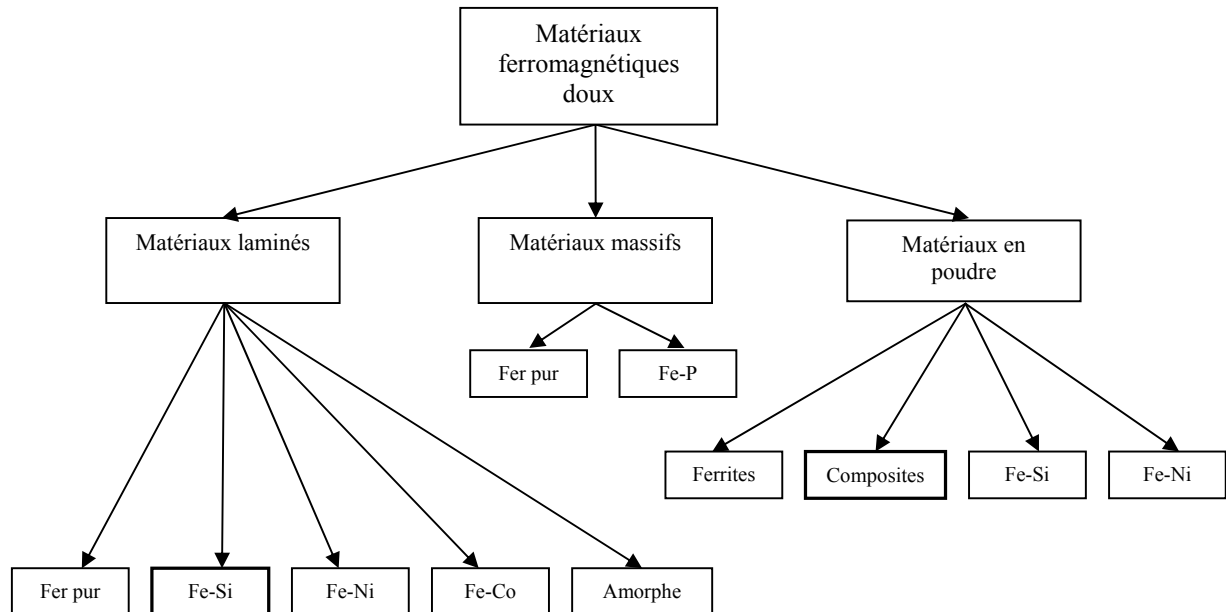 Matériaux
ferromagnétiques
doux
Matériaux laminés
Matériaux massifs
Matériaux en
poudre
Fer pur
Fe-P
Ferrites
Composites
Fe-Si
Fe-Ni
Fer pur
Fe-Si
Fe-Ni
Fe-Co
Amorphe